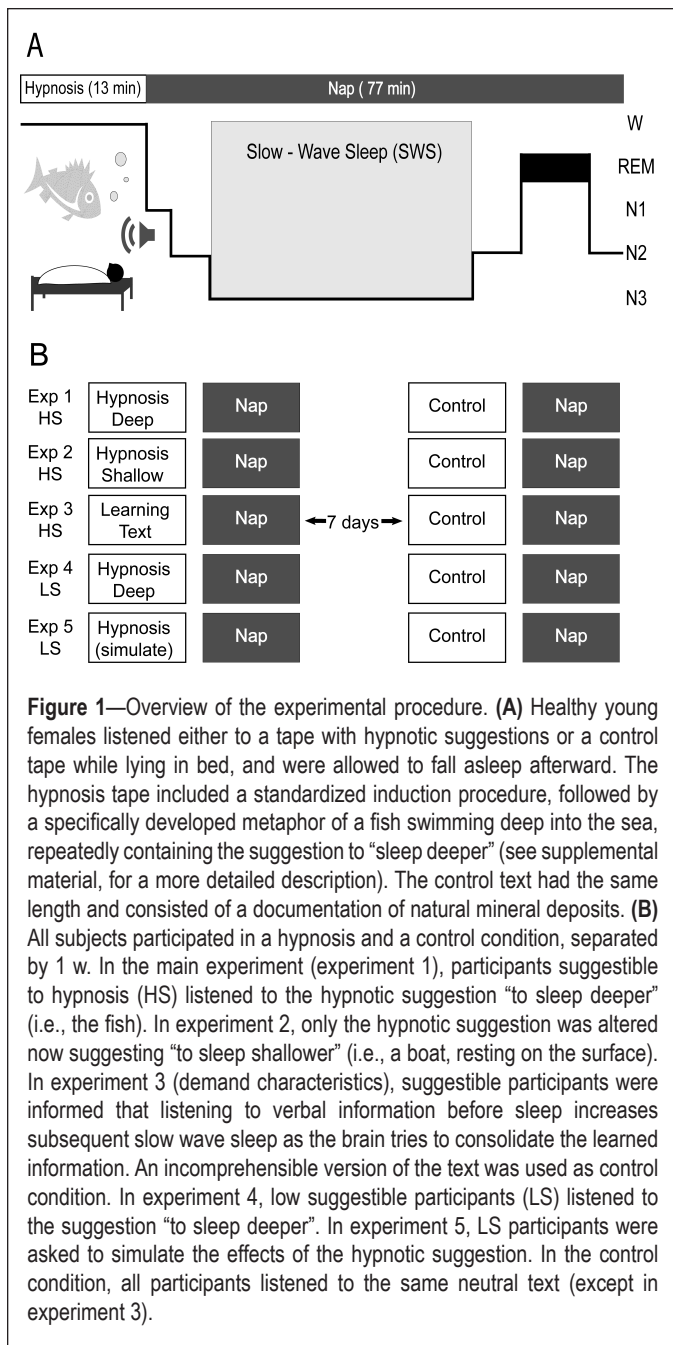 A
Hypnosis (13 min)
Nap ( 77 min)
W
Slow - Wave Sleep (SWS)
REM
N1
N2
N3
B
Exp 1
HS
Hypnosis
Deep
Nap
Control
Nap
Exp 2
HS
Hypnosis
Shallow
Nap
Control
Nap
Exp 3
HS
Learning
Text
Nap
7 days
Control
Nap
Exp 4
LS
Hypnosis
Deep
Nap
Control
Nap
Exp 5
LS
Hypnosis
(simulate)
Nap
Control
Nap
Figure 1—Overview of the experimental procedure. (A) Healthy young
females listened either to a tape with hypnotic suggestions or a control
tape while lying in bed, and were allowed to fall asleep afterward. The
hypnosis tape included a standardized induction procedure, followed by
a specifically developed metaphor of a fish swimming deep into the sea,
repeatedly containing the suggestion to “sleep deeper” (see supplemental
material, for a more detailed description). The control text had the same
length and consisted of a documentation of natural mineral deposits. (B)
All subjects participated in a hypnosis and a control condition, separated
by 1 w. In the main experiment (experiment 1), participants suggestible
to hypnosis (HS) listened to the hypnotic suggestion “to sleep deeper”
(i.e., the fish). In experiment 2, only the hypnotic suggestion was altered
now suggesting “to sleep shallower” (i.e., a boat, resting on the surface).
In experiment 3 (demand characteristics), suggestible participants were
informed that listening to verbal information before sleep increases
subsequent slow wave sleep as the brain tries to consolidate the learned
information. An incomprehensible version of the text was used as control
condition. In experiment 4, low suggestible participants (LS) listened to
the suggestion “to sleep deeper”. In experiment 5, LS participants were
asked to simulate the effects of the hypnotic suggestion. In the control
condition, all participants listened to the same neutral text (except in
experiment 3).